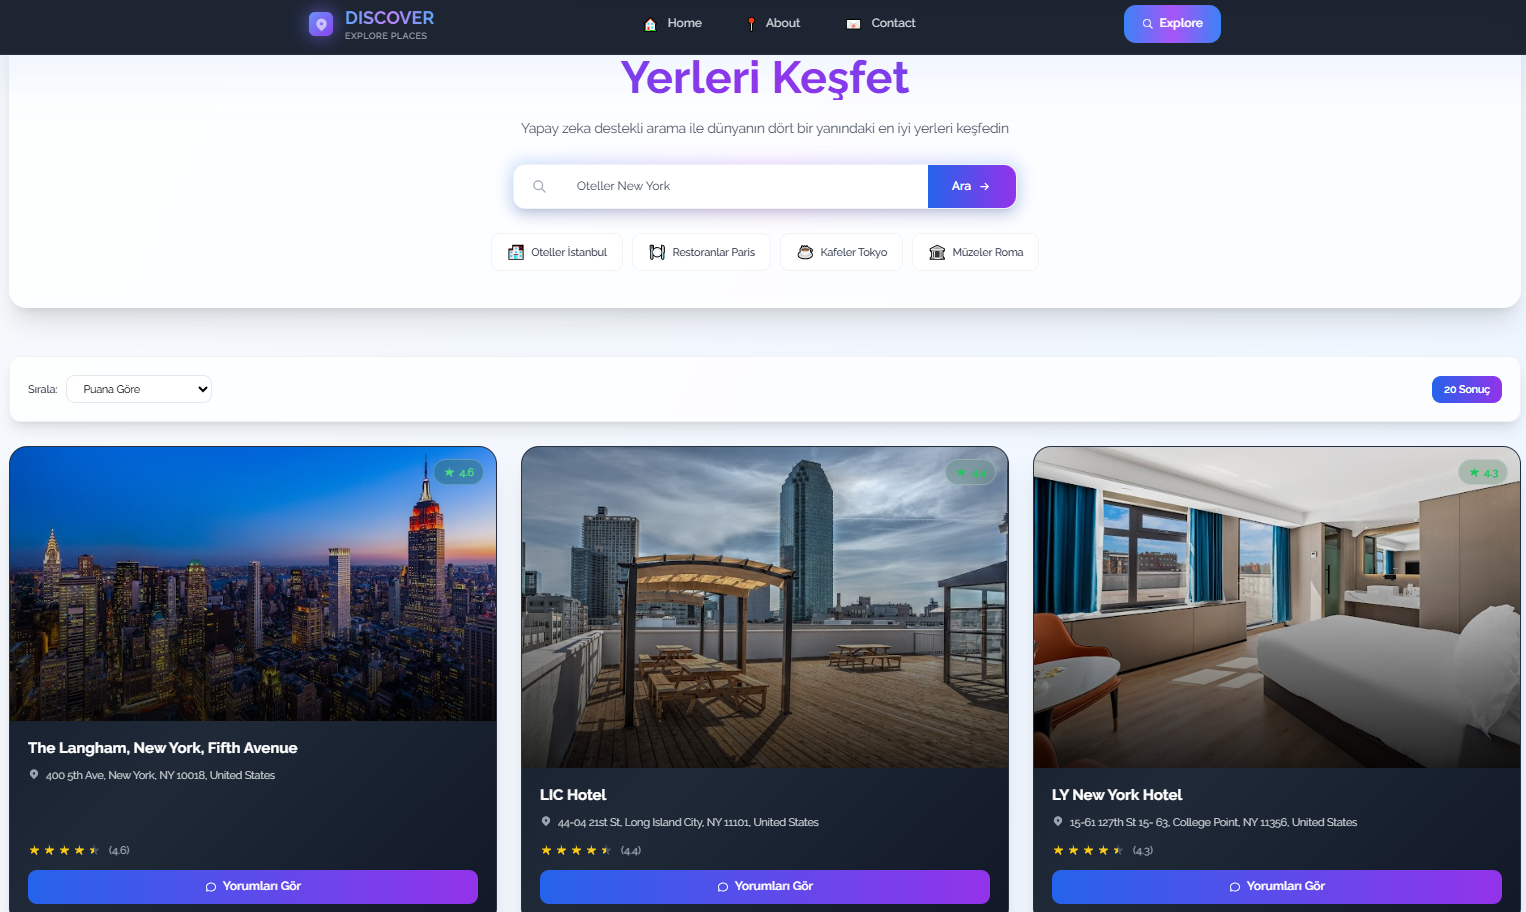 DISCOVER
EXPLORE PLACES
Home
About
Contact
Explore
Yerleri Keşfet
Yapay zeka destekli arama ile dünyanın dört bir yanındaki en iyi yerleri keşfedin
Oteller New York
Ara →
Oteller İstanbul
Restoranlar Paris
Kafeler Tokyo
Müzeler Roma
Sırala:
Puana Göre
20 Sonuç
★ 4.6
★ 4.4
★ 4.3
The Langham, New York, Fifth Avenue
400 5th Ave, New York, NY 10018, United States
(4.6)
Yorumları Gör
LIC Hotel
44-04 21st St, Long Island City, NY 11101, United States
(4.4)
Yorumları Gör
LY New York Hotel
15-61 127th St 15- 63, College Point, NY 11356, United States
(4.3)
Yorumları Gör